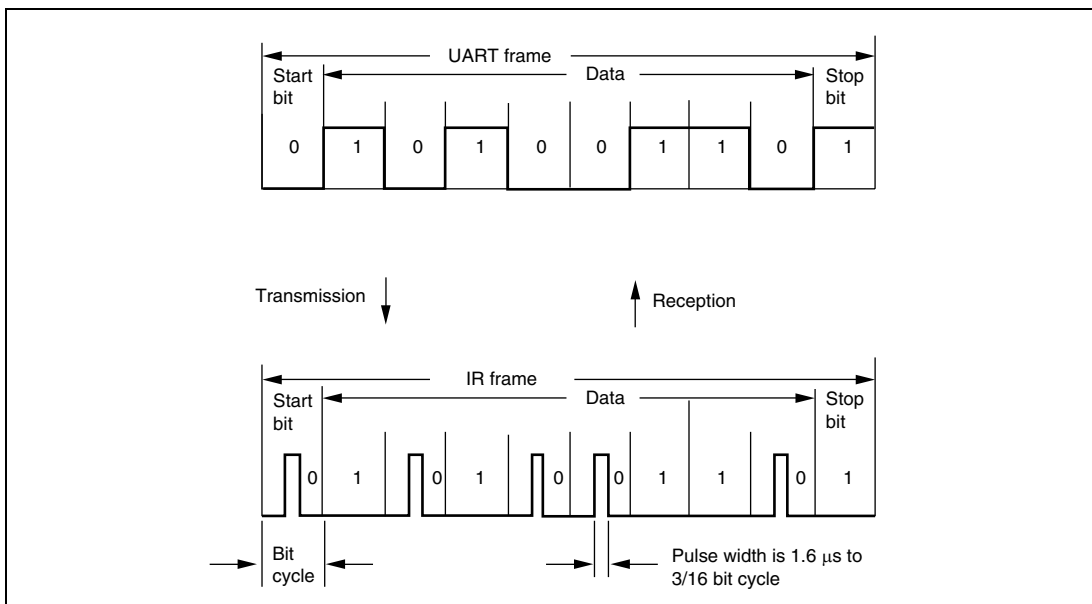 UART frame
Start bit
Data
Stop bit
0 1 0 1 0 0 1 1 0 1
Transmission
Reception
IR frame
Start bit
Data
Stop bit
0 1 0 1 0 0 1 1 0 1
Bit cycle
Pulse width is 1.6 μs to
3/16 bit cycle